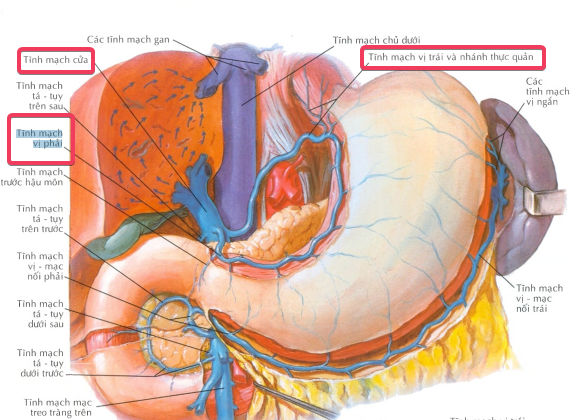 Các tĩnh mạch gan
Tĩnh mạch chủ dưới
Tĩnh mạch cửa
Tĩnh mạch vị trái và nhánh thực quản
Các
tĩnh mạch
vị ngắn
Tĩnh mạch
tá - tụy
trên sau
Tĩnh mạch
vị phải
Tĩnh mạch
trước hậu môn
Tĩnh mạch
tá - tụy
trên trước
Tĩnh mạch
vị - mạc
nối phải
Tĩnh mạch
vị - mạc
nối trái
Tĩnh mạch
tá - tụy
dưới sau
Tĩnh mạch
tá - tụy
dưới trước
Tĩnh mạch mạc
treo tràng trên